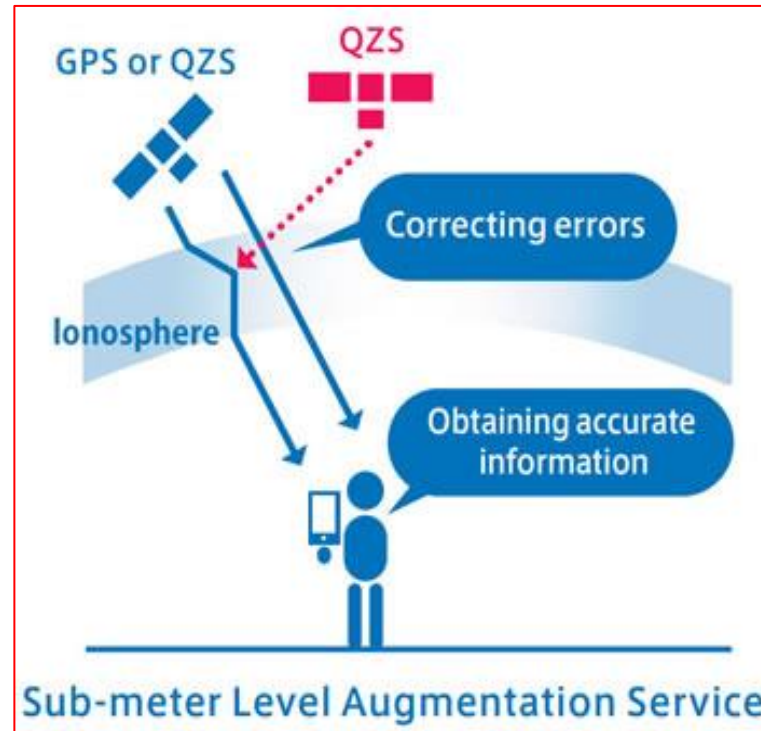 QZS
GPS or QZS
Correcting errors
Ionosphere
Obtaining accurate
information
Sub-meter Level Augmentation Service